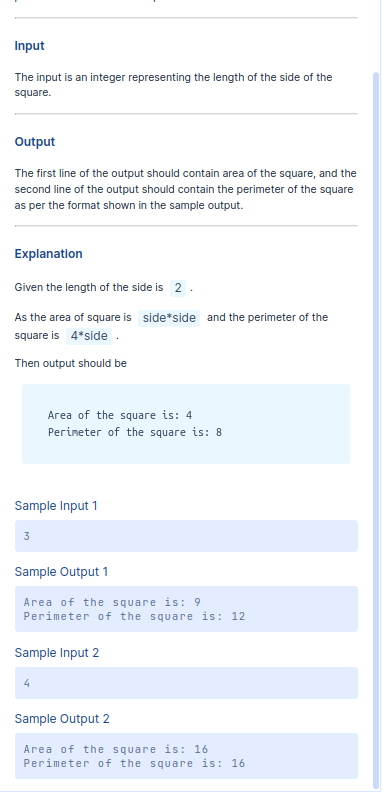 Input
The input is an integer representing the length of the side of the
square.
Output
The first line of the output should contain area of the square, and the
second line of the output should contain the perimeter of the square
as per the format shown in the sample output.
Explanation
Given the length of the side is 2 .
As the area of square is side*side and the perimeter of the
square is 4*side .
Then output should be
Area of the square is: 4
Perimeter of the square is: 8
Sample Input 1
3
Sample Output 1
Area of the square is: 9
Perimeter of the square is: 12
Sample Input 2
4
Sample Output 2
Area of the square is: 16
Perimeter of the square is: 16